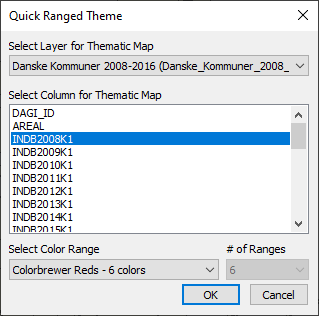 Quick Ranged Theme
Select Layer for Thematic Map
Danske Kommuner 2008-2016 (Danske_Kommuner_2008_
Select Column for Thematic Map
DAGI_ID
AREAL
INDB2008K1
INDB2009K1
INDB2010K1
INDB2011K1
INDB2012K1
INDB2013K1
INDB2014K1
INDB2015K1
Select Color Range
# of Ranges
Colorbrewer Reds - 6 colors
6
OK
Cancel